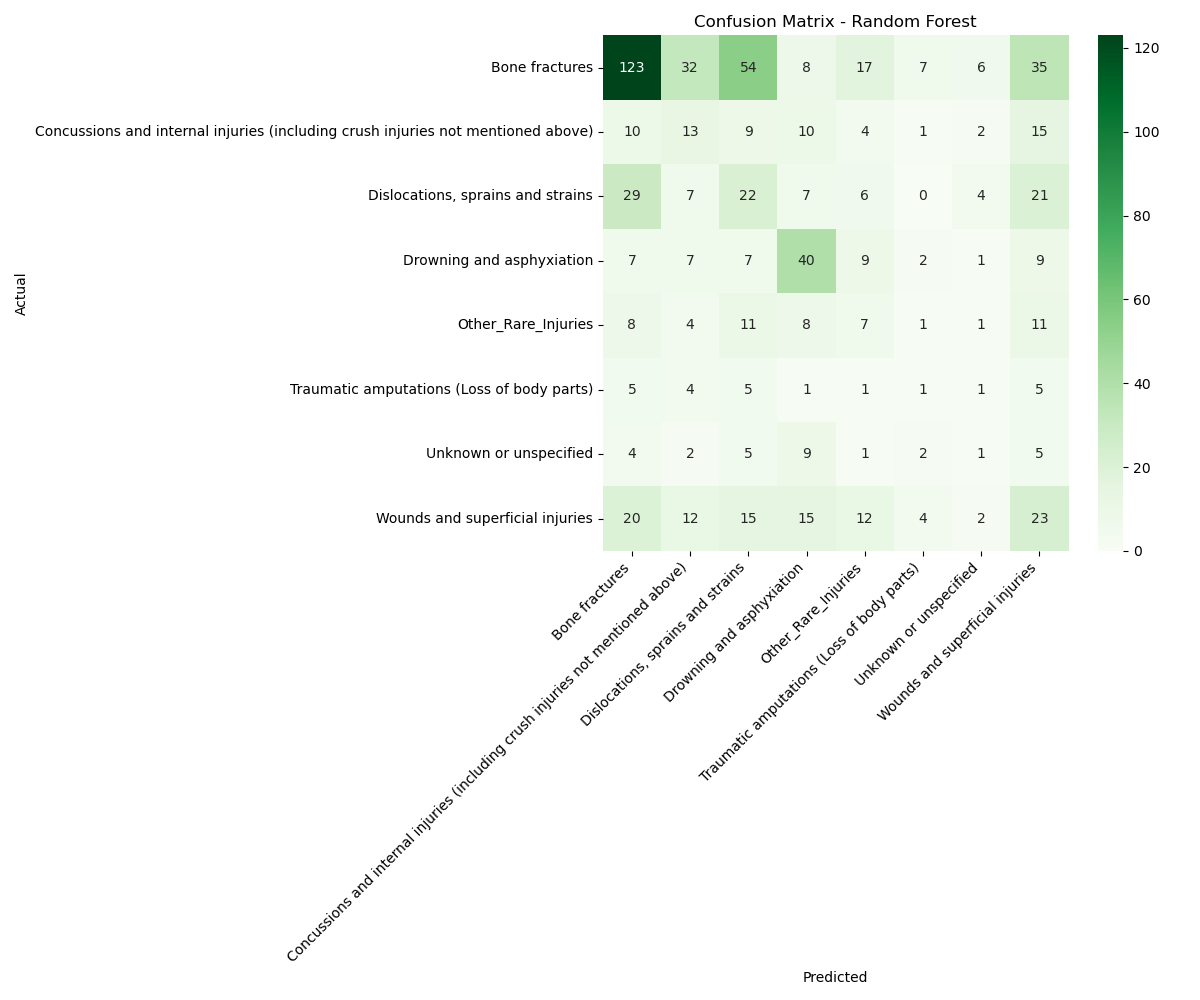 Confusion Matrix - Random Forest
Actual
Bone fractures 123 32 54 8 17 7 6 35
Concussions and internal injuries (including crush injuries not mentioned above) 10 13 9 10 4 1 2 15
Dislocations, sprains and strains 29 7 22 7 6 0 4 21
Drowning and asphyxiation 7 7 7 40 9 2 1 9
Other_Rare_Injuries 8 4 11 8 7 1 1 11
Traumatic amputations (Loss of body parts) 5 4 5 1 1 1 1 5
Unknown or unspecified 4 2 5 9 1 2 1 5
Wounds and superficial injuries 20 12 15 15 12 4 2 23
120
100
80
60
40
20
0
Bone fractures
Concussions and internal injuries (including crush injuries not mentioned above)
Dislocations, sprains and strains
Drowning and asphyxiation
Other_Rare_Injuries
Traumatic amputations (Loss of body parts)
Unknown or unspecified
Wounds and superficial injuries
Predicted